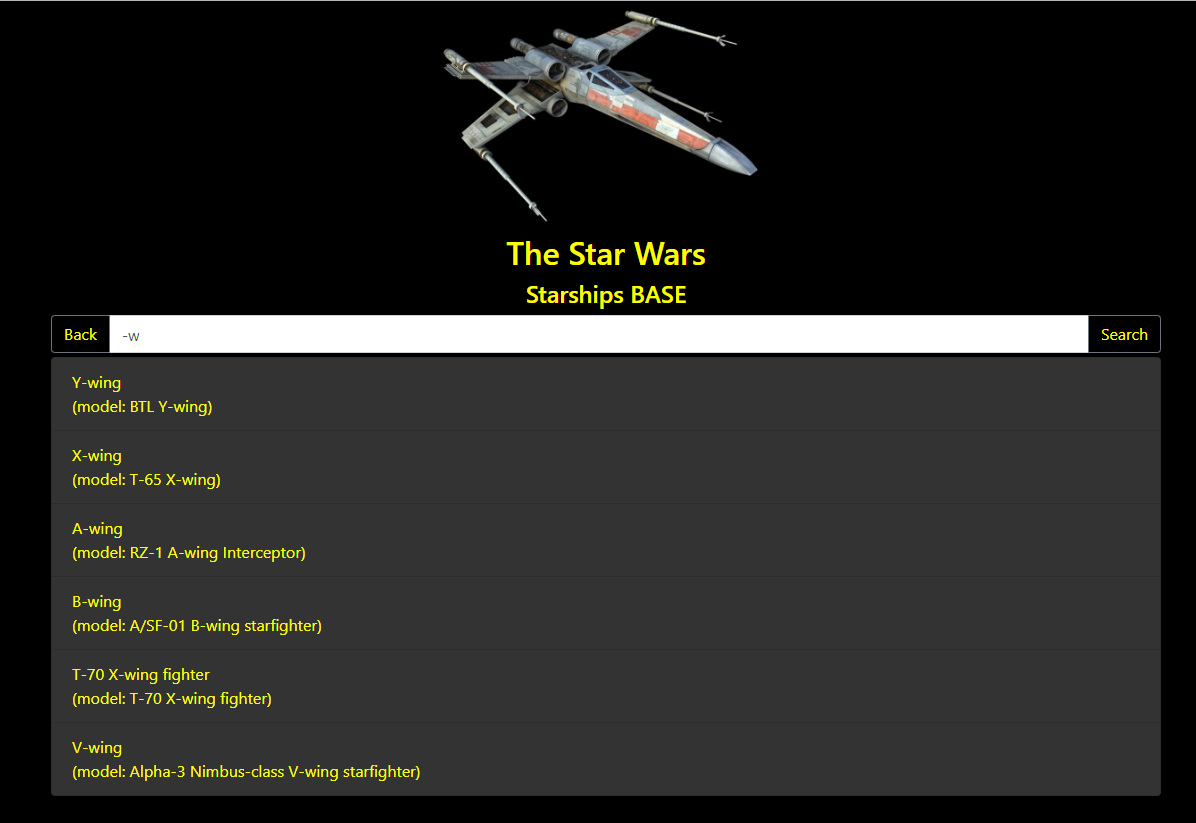 The Star Wars
Starships BASE
Back -w Search
Y-wing
(model: BTL Y-wing)
X-wing
(model: T-65 X-wing)
A-wing
(model: RZ-1 A-wing Interceptor)
B-wing
(model: A/SF-01 B-wing starfighter)
T-70 X-wing fighter
(model: T-70 X-wing fighter)
V-wing
(model: Alpha-3 Nimbus-class V-wing starfighter)